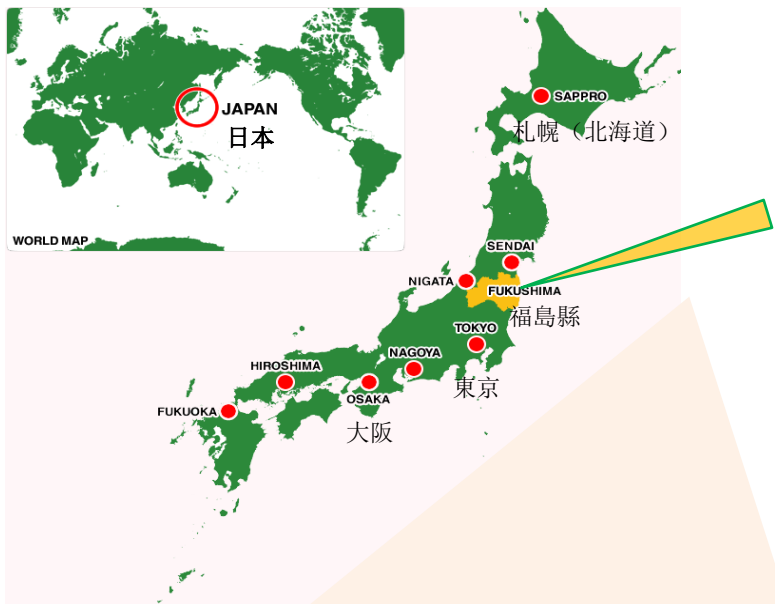 JAPAN
日本
WORLD MAP
SAPPRO
札幌（北海道）
SENDAI
NIGATA
FUKUSHIMA
福島縣
TOKYO
東京
NAGOYA
HIROSHIMA
OSAKA
大阪
FUKUOKA